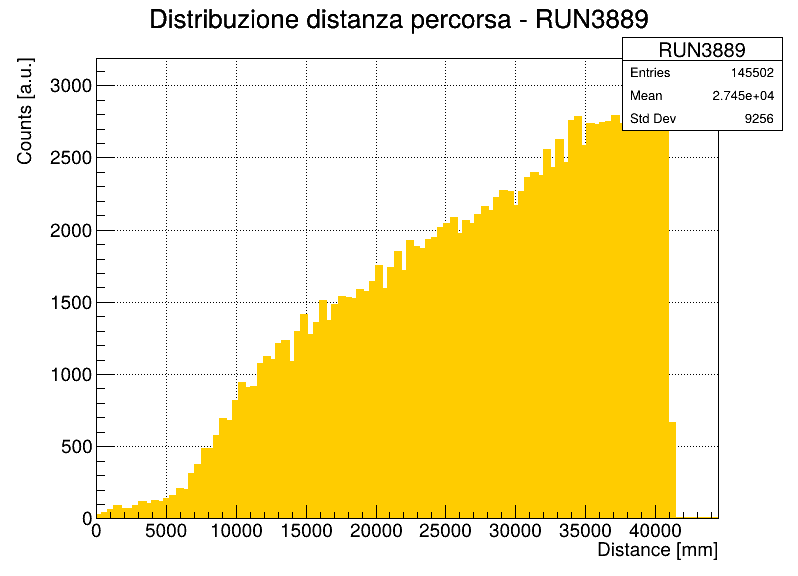 Distribuzione distanza percorsa - RUN3889
RUN3889
Entries 145502
Mean 2.745e+04
Std Dev 9256
Counts [a.u.]
3000
2500
2000
1500
1000
500
0
0 5000 10000 15000 20000 25000 30000 35000 40000
Distance [mm]